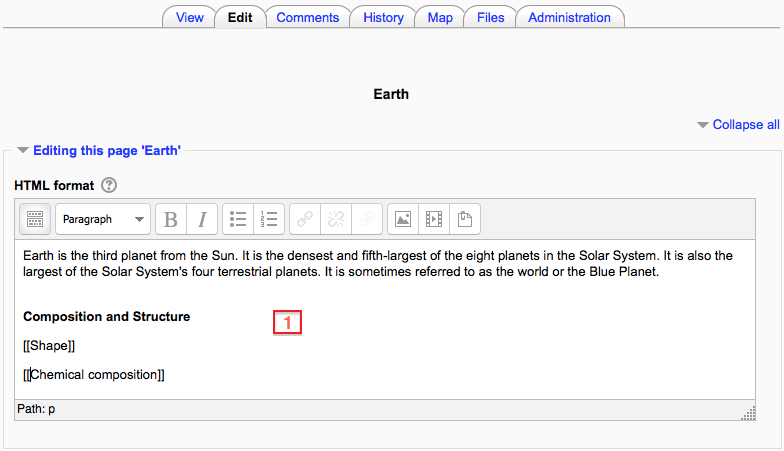 View Edit Comments History Map Files Administration
Earth
Collapse all
Editing this page 'Earth'
HTML format ?
Paragraph B I 1 2 3
Earth is the third planet from the Sun. It is the densest and fifth-largest of the eight planets in the Solar System. It is also the
largest of the Solar System's four terrestrial planets. It is sometimes referred to as the world or the Blue Planet.
Composition and Structure
1
[[Shape]]
[[Chemical composition]]
Path: p